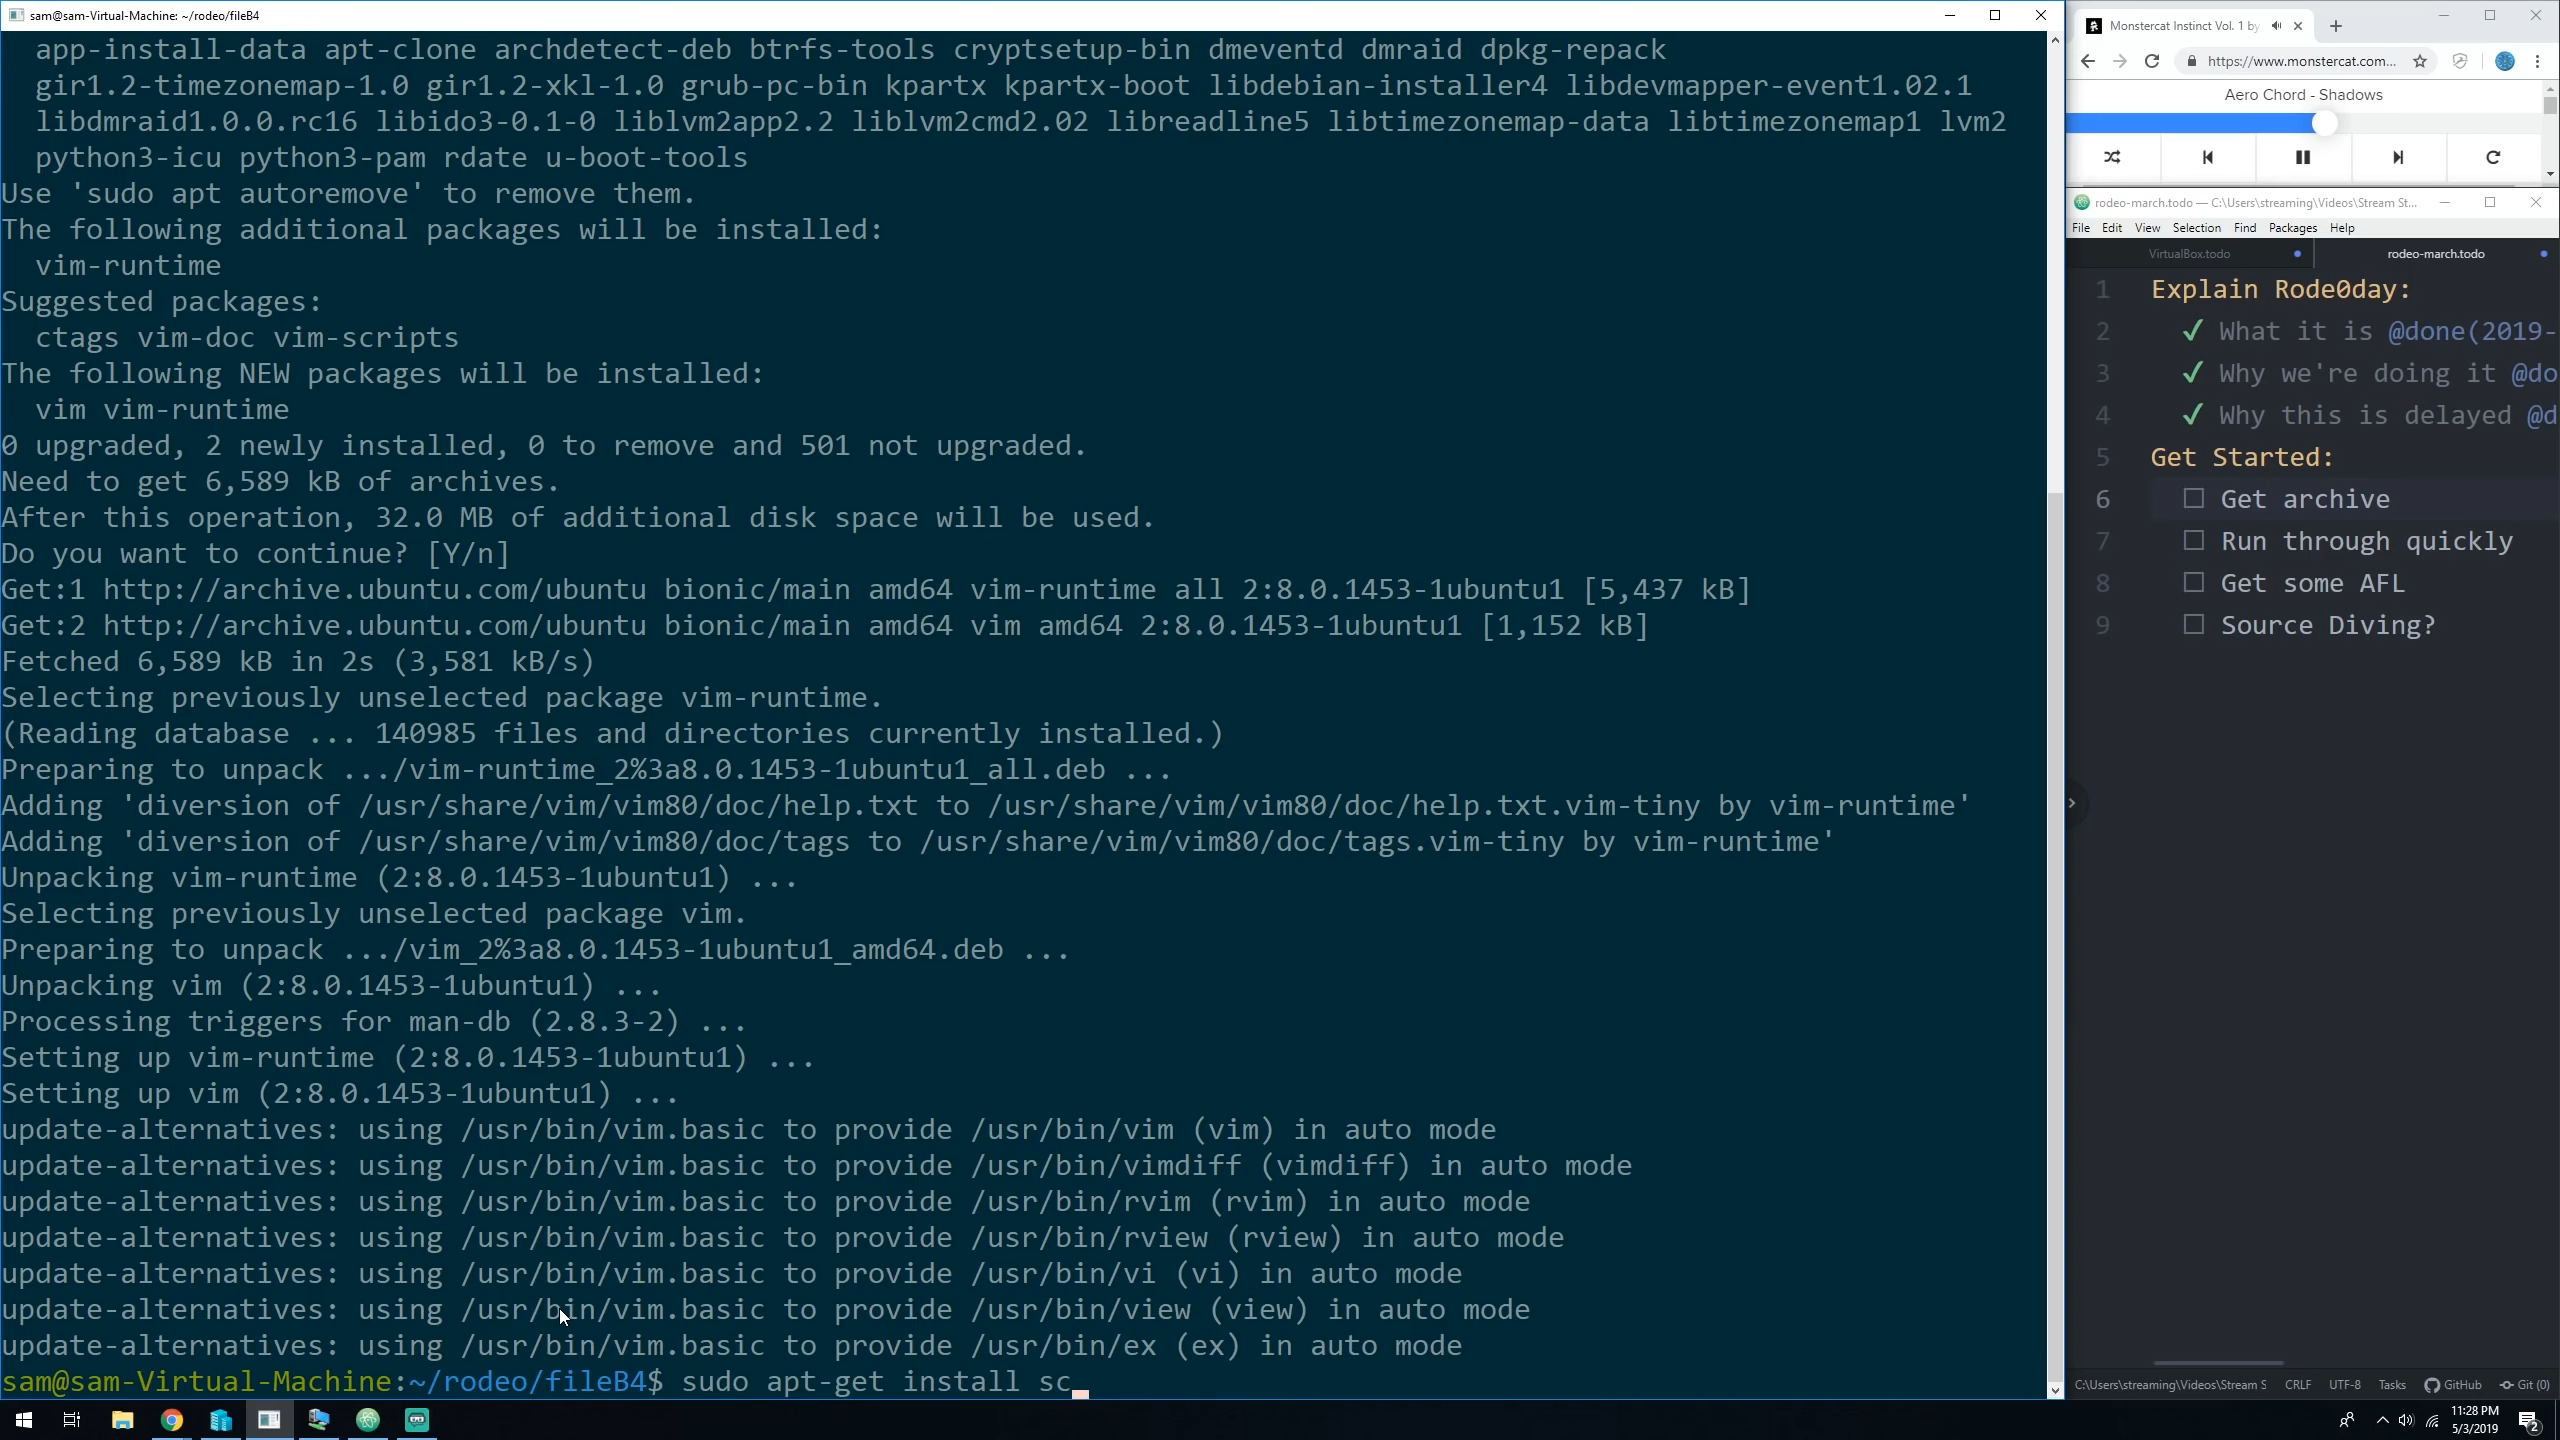 sam@sam-Virtual-Machine: ~/rodeo/fileB4
app-install-data apt-clone archdetect-deb btrfs-tools cryptsetup-bin dmeventd dmraid dpkg-repack
gir1.2-timezonemap-1.0 gir1.2-xkl-1.0 grub-pc-bin kpartx kpartx-boot libdebian-installer4 libdevmapper-event1.02.1
libdmraid1.0.0.rc16 libido3-0.1-0 liblvm2app2.2 liblvm2cmd2.02 libreadline5 libtimezonemap-data libtimezonemap1 lvm2
python3-icu python3-pam rdate u-boot-tools
Use 'sudo apt autoremove' to remove them.
The following additional packages will be installed:
vim-runtime
Suggested packages:
ctags vim-doc vim-scripts
The following NEW packages will be installed:
vim vim-runtime
0 upgraded, 2 newly installed, 0 to remove and 501 not upgraded.
Need to get 6,589 kB of archives.
After this operation, 32.0 MB of additional disk space will be used.
Do you want to continue? [Y/n]
Get:1 http://archive.ubuntu.com/ubuntu bionic/main amd64 vim-runtime all 2:8.0.1453-1ubuntu1 [5,437 kB]
Get:2 http://archive.ubuntu.com/ubuntu bionic/main amd64 vim amd64 2:8.0.1453-1ubuntu1 [1,152 kB]
Fetched 6,589 kB in 2s (3,581 kB/s)
Selecting previously unselected package vim-runtime.
(Reading database ... 140985 files and directories currently installed.)
Preparing to unpack .../vim-runtime_2%3a8.0.1453-1ubuntu1_all.deb ...
Adding 'diversion of /usr/share/vim/vim80/doc/help.txt to /usr/share/vim/vim80/doc/help.txt.vim-tiny by vim-runtime'
Adding 'diversion of /usr/share/vim/vim80/doc/tags to /usr/share/vim/vim80/doc/tags.vim-tiny by vim-runtime'
Unpacking vim-runtime (2:8.0.1453-1ubuntu1) ...
Selecting previously unselected package vim.
Preparing to unpack .../vim_2%3a8.0.1453-1ubuntu1_amd64.deb ...
Unpacking vim (2:8.0.1453-1ubuntu1) ...
Processing triggers for man-db (2.8.3-2) ...
Setting up vim-runtime (2:8.0.1453-1ubuntu1) ...
Setting up vim (2:8.0.1453-1ubuntu1) ...
update-alternatives: using /usr/bin/vim.basic to provide /usr/bin/vim (vim) in auto mode
update-alternatives: using /usr/bin/vim.basic to provide /usr/bin/vimdiff (vimdiff) in auto mode
update-alternatives: using /usr/bin/vim.basic to provide /usr/bin/rvim (rvim) in auto mode
update-alternatives: using /usr/bin/vim.basic to provide /usr/bin/rview (rview) in auto mode
update-alternatives: using /usr/bin/vim.basic to provide /usr/bin/vi (vi) in auto mode
update-alternatives: using /usr/bin/vim.basic to provide /usr/bin/view (view) in auto mode
update-alternatives: using /usr/bin/vim.basic to provide /usr/bin/ex (ex) in auto mode
sam@sam-Virtual-Machine:~/rodeo/fileB4$ sudo apt-get install sc
Monstercat Instinct Vol. 1 by
https://www.monstercat.com...
Aero Chord - Shadows
rodeo-march.todo — C:\Users\streaming\Videos\Stream St...
File Edit View Selection Find Packages Help
VirtualBox.todo rodeo-march.todo
1 Explain Rode0day:
2 ✓ What it is @done(2019-
3 ✓ Why we're doing it @do
4 ✓ Why this is delayed @d
5 Get Started:
6 ☐ Get archive
7 ☐ Run through quickly
8 ☐ Get some AFL
9 ☐ Source Diving?
C:\Users\streaming\Videos\Stream S CRLF UTF-8 Tasks GitHub Git (0)
11:28 PM
5/3/2019
2